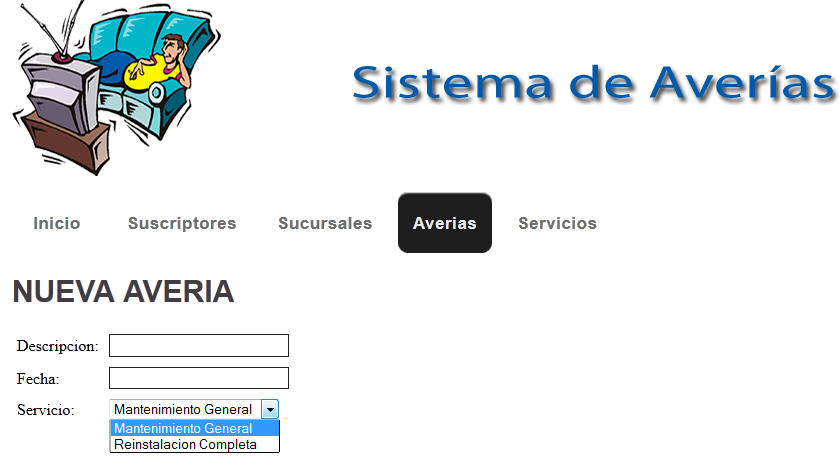 Sistema de Averías
Inicio Suscriptores Sucursales Averias Servicios
NUEVA AVERIA
Descripcion:
Fecha:
Servicio: Mantenimiento General
Mantenimiento General
Reinstalacion Completa